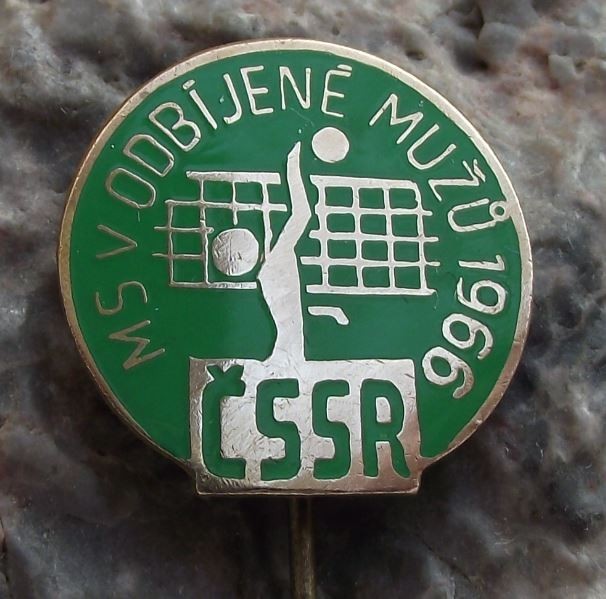 MS V ODBÍJENÉ MUŽŮ 1966
ČSSR